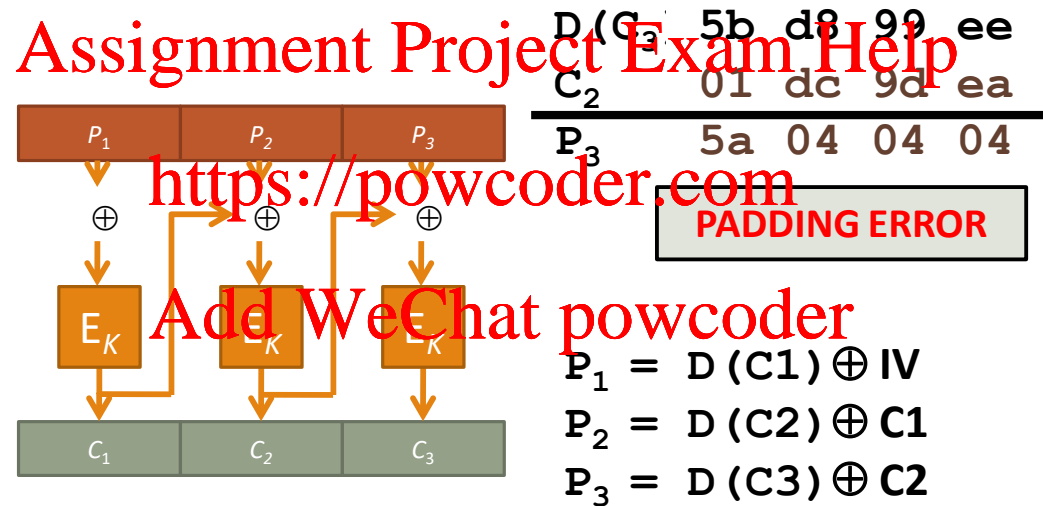 Assignment Project Exam Help
D(C3 5b d8 99 ee
C2 01 dc 9d ea
P3 5a 04 04 04
P1 P2 P3
https://powcoder.com
⊕ ⊕ ⊕
PADDING ERROR
EK EK EK
Add WeChat powcoder
P1 = D(C1)⊕IV
P2 = D(C2)⊕C1
P3 = D(C3)⊕C2
C1 C2 C3